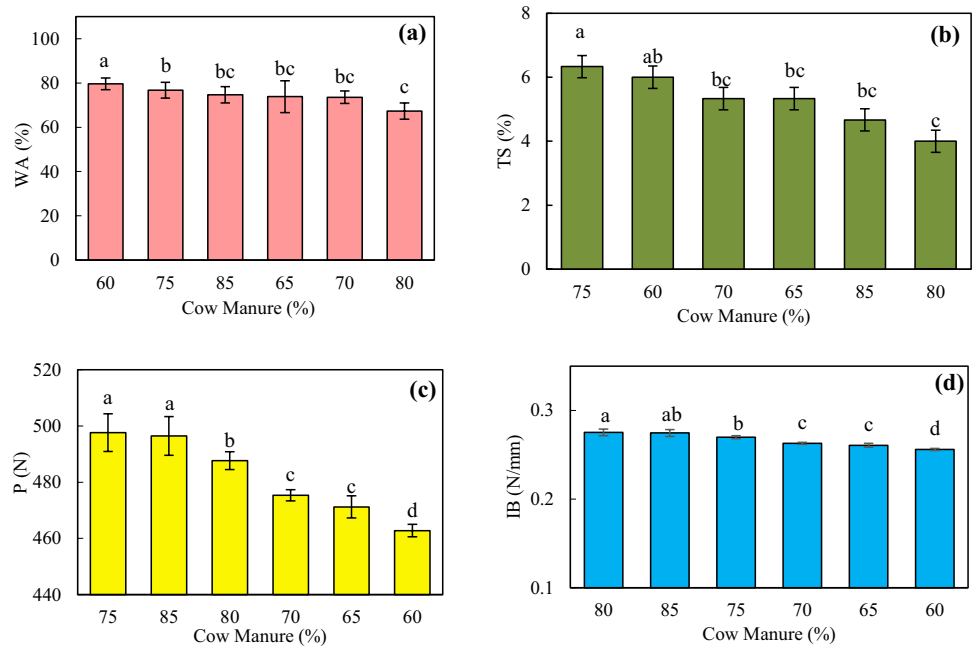 (a)
100
80
60
40
20
0
WA (%)
a b bc bc bc c
60 75 85 65 70 80
Cow Manure (%)
(b)
8
6
4
2
0
TS (%)
a ab bc bc bc c
75 60 70 65 85 80
Cow Manure (%)
(c)
520
500
480
460
440
P (N)
a a b c c d
75 85 80 70 65 60
Cow Manure (%)
(d)
0.3
0.2
0.1
IB (N/mm)
a ab b c c d
80 85 75 70 65 60
Cow Manure (%)